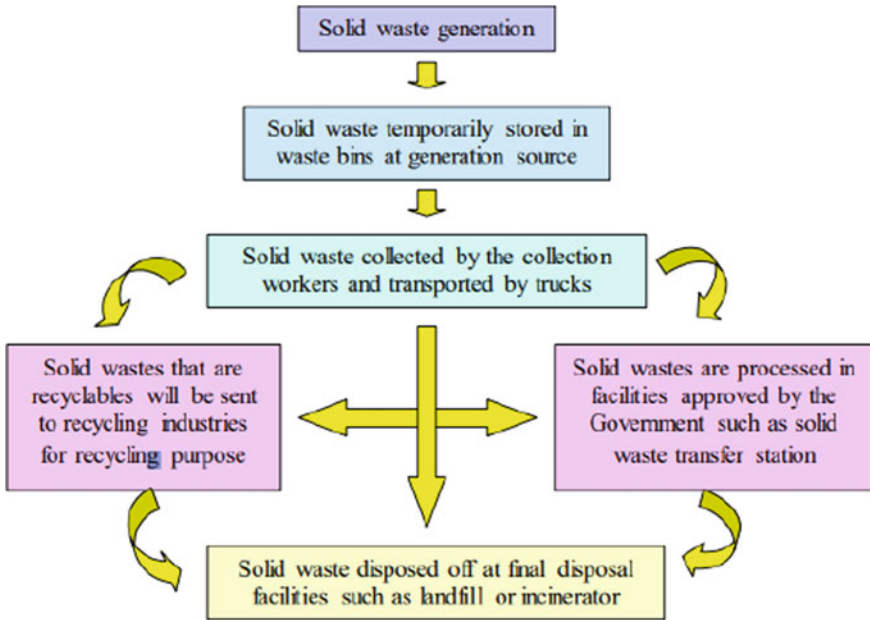 Solid waste generation
Solid waste temporarily stored in
waste bins at generation source
Solid waste collected by the collection
workers and transported by trucks
Solid wastes that are
recyclables will be sent
to recycling industries
for recycling purpose
Solid wastes are processed in
facilities approved by the
Government such as solid
waste transfer station
Solid waste disposed off at final disposal
facilities such as landfill or incinerator